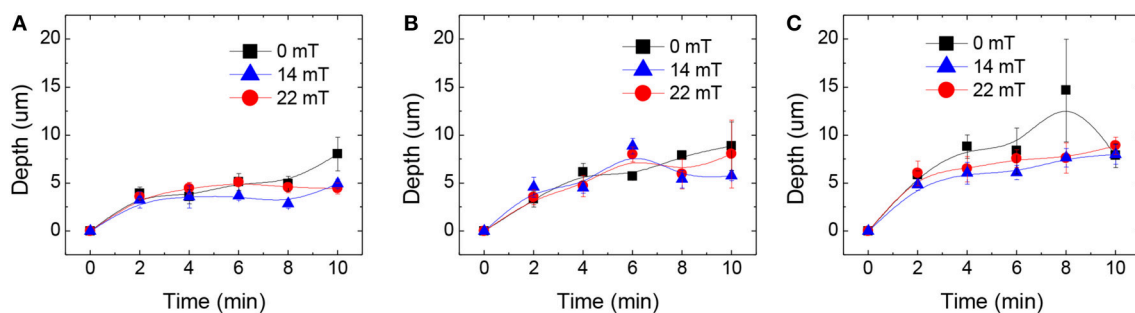 A
20
15
10
5
0
Depth (um)
0 mT
14 mT
22 mT
0 2 4 6 8 10
Time (min)
B
20
15
10
5
0
Depth (um)
0 mT
14 mT
22 mT
0 2 4 6 8 10
Time (min)
C
20
15
10
5
0
Depth (um)
0 mT
14 mT
22 mT
0 2 4 6 8 10
Time (min)